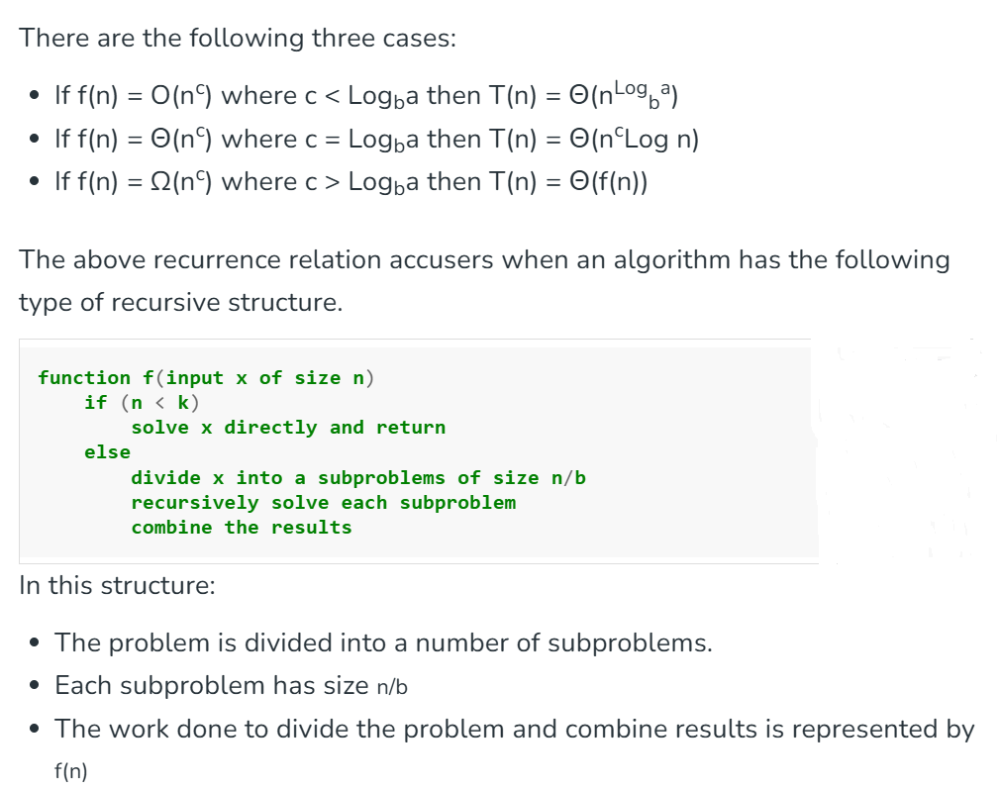 There are the following three cases:
• If f(n) = O(nᶜ) where c < Log_b a then T(n) = Θ(n^(Log_b a))
• If f(n) = Θ(nᶜ) where c = Log_b a then T(n) = Θ(nᶜLog n)
• If f(n) = Ω(nᶜ) where c > Log_b a then T(n) = Θ(f(n))
The above recurrence relation accusers when an algorithm has the following
type of recursive structure.
function f(input x of size n)
    if (n < k)
        solve x directly and return
    else
        divide x into a subproblems of size n/b
        recursively solve each subproblem
        combine the results
In this structure:
• The problem is divided into a number of subproblems.
• Each subproblem has size n/b
• The work done to divide the problem and combine results is represented by
f(n)